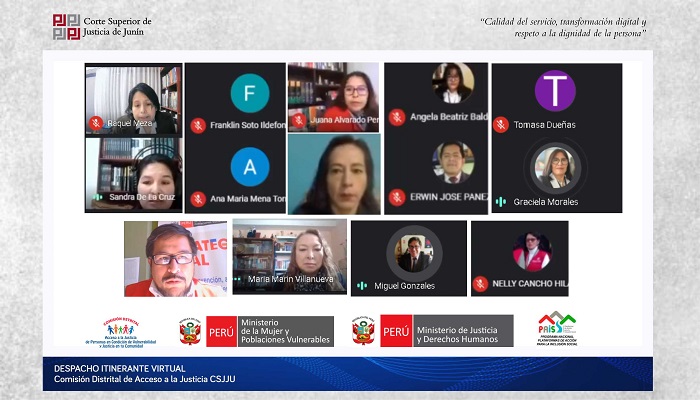 Corte Superior de
Justicia de Junín
“Calidad del servicio, transformación digital y
respeto a la dignidad de la persona”
Raquel Meza
F
Franklin Soto Ildefon
Juana Alvarado Per
Angela Beatriz Bald
T
Tomasa Dueñas
Sandra De La Cruz
A
Ana Maria Mena Tor
ERWIN JOSE PANEZ
Graciela Morales
Maria Marin Villanueva
Miguel Gonzales
NELLY CANCHO HILA
COMISIÓN DISTRITAL
Acceso a la Justicia
de Personas en Condición de Vulnerabilidad
y Justicia en tu Comunidad
PERÚ
Ministerio
de la Mujer y
Poblaciones Vulnerables
PERÚ
Ministerio de Justicia
y Derechos Humanos
PAIS
PROGRAMA NACIONAL
PLATAFORMAS DE ACCIÓN
PARA LA INCLUSIÓN SOCIAL
DESPACHO ITINERANTE VIRTUAL
Comisión Distrital de Acceso a la Justicia CSJJU